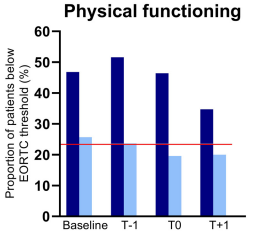 Physical functioning
Proportion of patients below
EORTC threshold (%)
60
50
40
30
20
10
0
Baseline T-1 T0 T+1